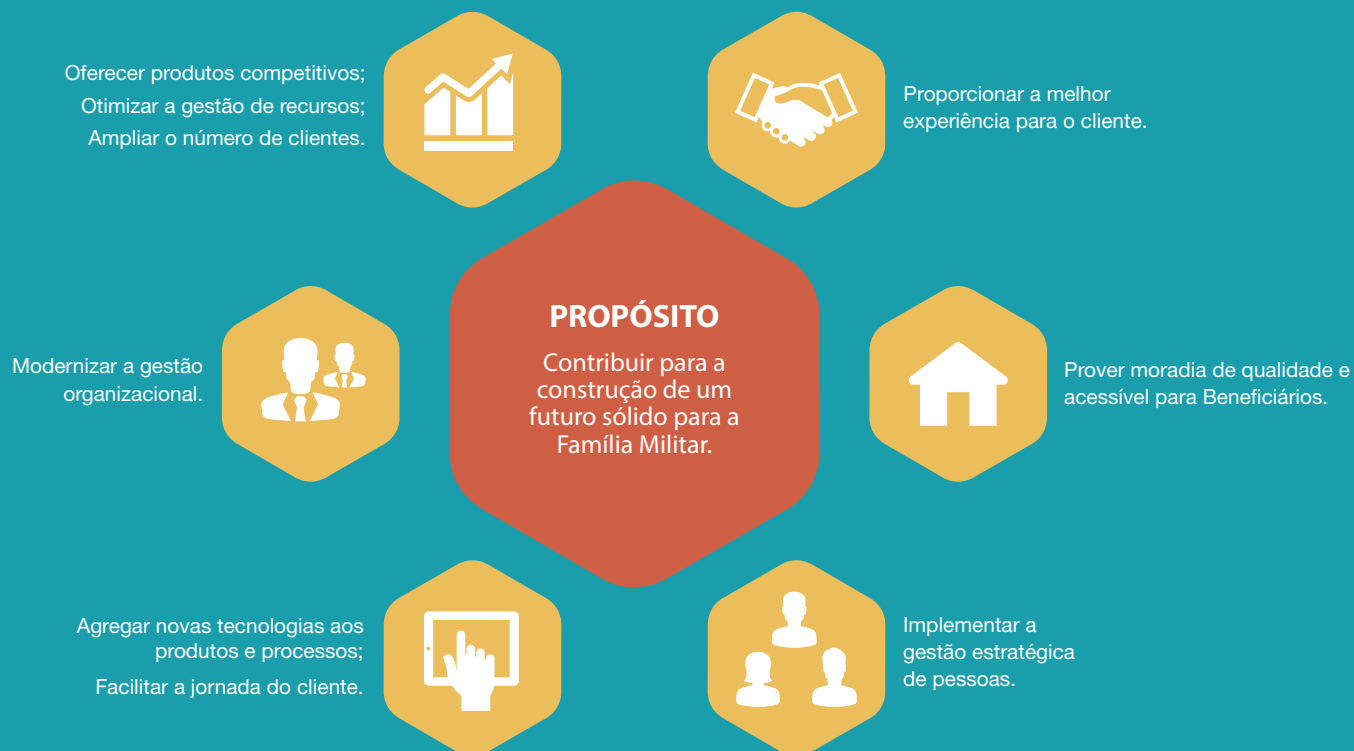 Oferecer produtos competitivos;
Otimizar a gestão de recursos;
Ampliar o número de clientes.
Proporcionar a melhor
experiência para o cliente.
PROPÓSITO
Contribuir para a
construção de um
futuro sólido para a
Família Militar.
Modernizar a gestão
organizacional.
Prover moradia de qualidade e
acessível para Beneficiários.
Agregar novas tecnologias aos
produtos e processos;
Facilitar a jornada do cliente.
Implementar a
gestão estratégica
de pessoas.